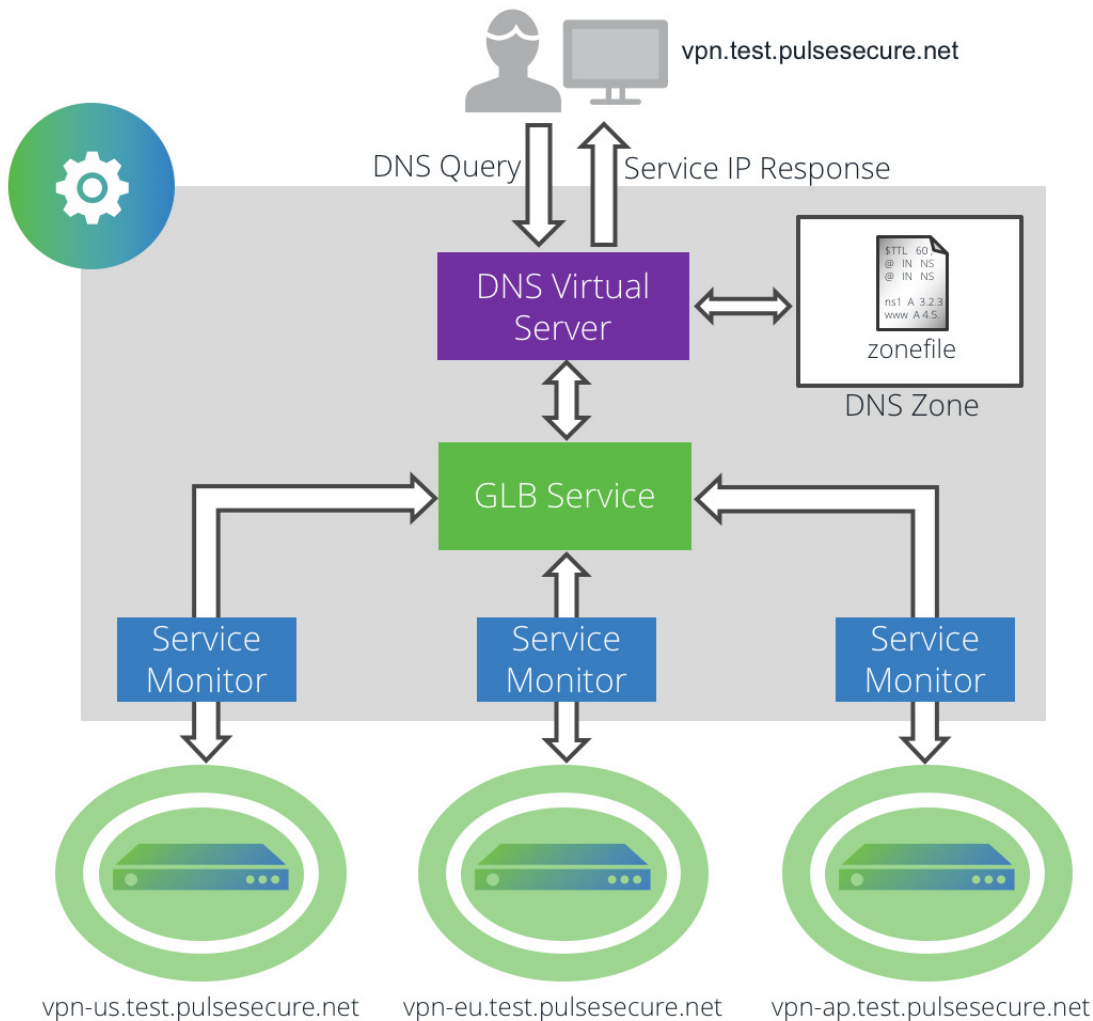 vpn.test.pulsesecure.net
DNS Query
Service IP Response
DNS Virtual
Server
$TTL 60
@ IN NS
@ IN NS
ns1 A 3.2.3
www A 4.5.
zonefile
DNS Zone
GLB Service
Service
Monitor
Service
Monitor
Service
Monitor
vpn-us.test.pulsesecure.net
vpn-eu.test.pulsesecure.net
vpn-ap.test.pulsesecure.net